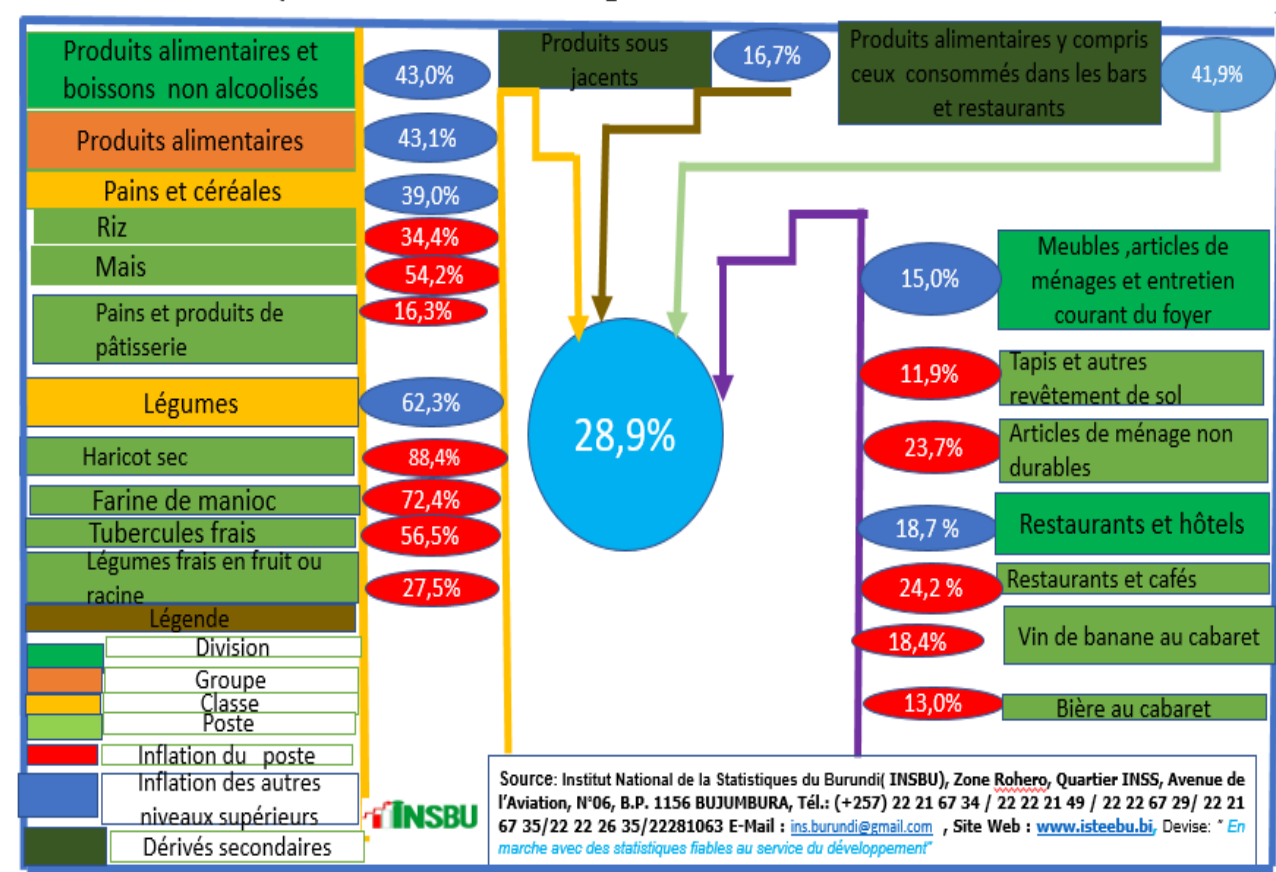 Produits alimentaires et
boissons non alcoolisés
43,0%
Produits alimentaires
43,1%
Pains et céréales
39,0%
Riz
34,4%
Mais
54,2%
Pains et produits de
pâtisserie
16,3%
Légumes
62,3%
Haricot sec
88,4%
Farine de manioc
72,4%
Tubercules frais
56,5%
Légumes frais en fruit ou
racine
27,5%
Légende
Division
Groupe
Classe
Poste
Inflation du poste
Inflation des autres
niveaux supérieurs
Dérivés secondaires
Produits sous
jacents
16,7%
Produits alimentaires y compris
ceux consommés dans les bars
et restaurants
41,9%
28,9%
15,0%
Meubles ,articles de
ménages et entretien
courant du foyer
11,9%
Tapis et autres
revêtement de sol
23,7%
Articles de ménage non
durables
18,7 %
Restaurants et hôtels
24,2 %
Restaurants et cafés
18,4%
Vin de banane au cabaret
13,0%
Bière au cabaret
INSBU
Source: Institut National de la Statistiques du Burundi( INSBU), Zone Rohero, Quartier INSS, Avenue de
l'Aviation, N°06, B.P. 1156 BUJUMBURA, Tél.: (+257) 22 21 67 34 / 22 22 21 49 / 22 22 67 29/ 22 21
67 35/22 22 26 35/22281063 E-Mail : ins.burundi@gmail.com , Site Web : www.isteebu.bi, Devise: " En
marche avec des statistiques fiables au service du développement"